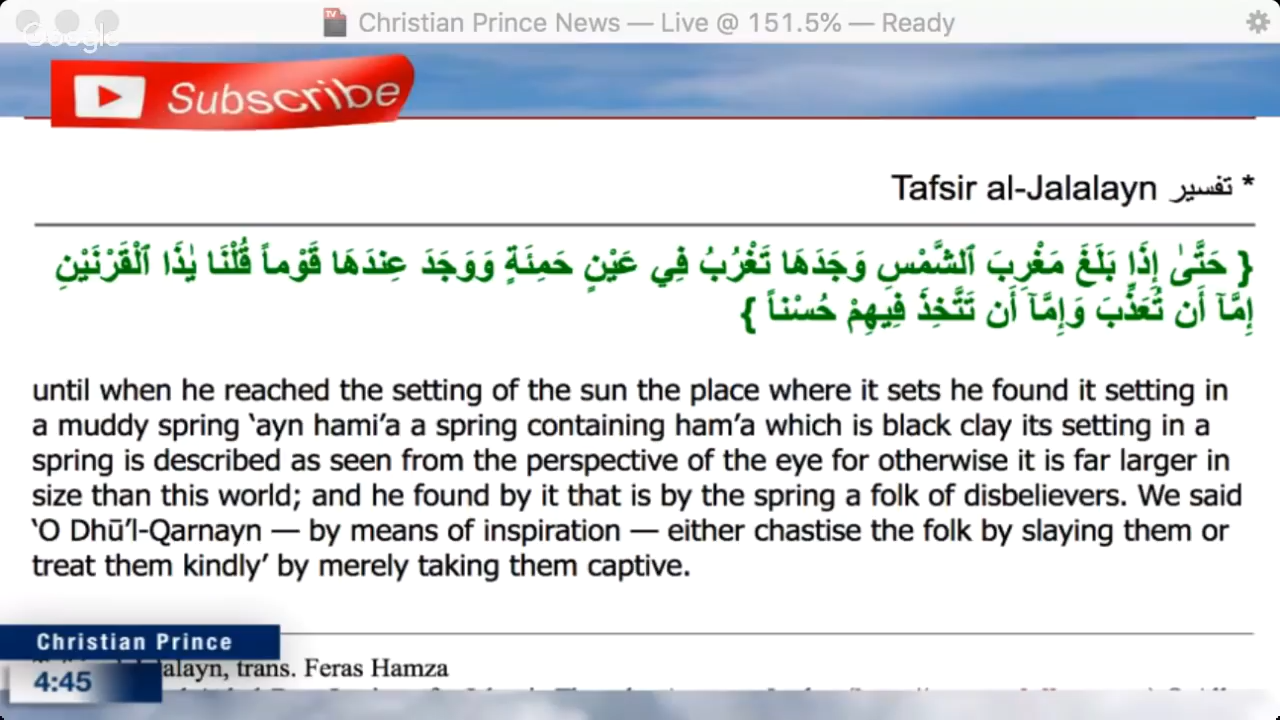 Google
TV
Christian Prince News — Live @ 151.5% — Ready
Subscribe
Tafsir al-Jalalayn تفسير *
{ حَتَّىٰ إِذَا بَلَغَ مَغْرِبَ ٱلشَّمْسِ وَجَدَهَا تَغْرُبُ فِي عَيْنٍ حَمِئَةٍ وَوَجَدَ عِندَهَا قَوْماً قُلْنَا يٰذَا ٱلْقَرْنَيْنِ
إِمَّآ أَن تُعَذِّبَ وَإِمَّآ أَن تَتَّخِذَ فِيهِمْ حُسْناً }
until when he reached the setting of the sun the place where it sets he found it setting in
a muddy spring ‘ayn hami’a a spring containing ham’a which is black clay its setting in a
spring is described as seen from the perspective of the eye for otherwise it is far larger in
size than this world; and he found by it that is by the spring a folk of disbelievers. We said
‘O Dhū’l-Qarnayn — by means of inspiration — either chastise the folk by slaying them or
treat them kindly’ by merely taking them captive.
Christian Prince
trans. Feras Hamza
4:45